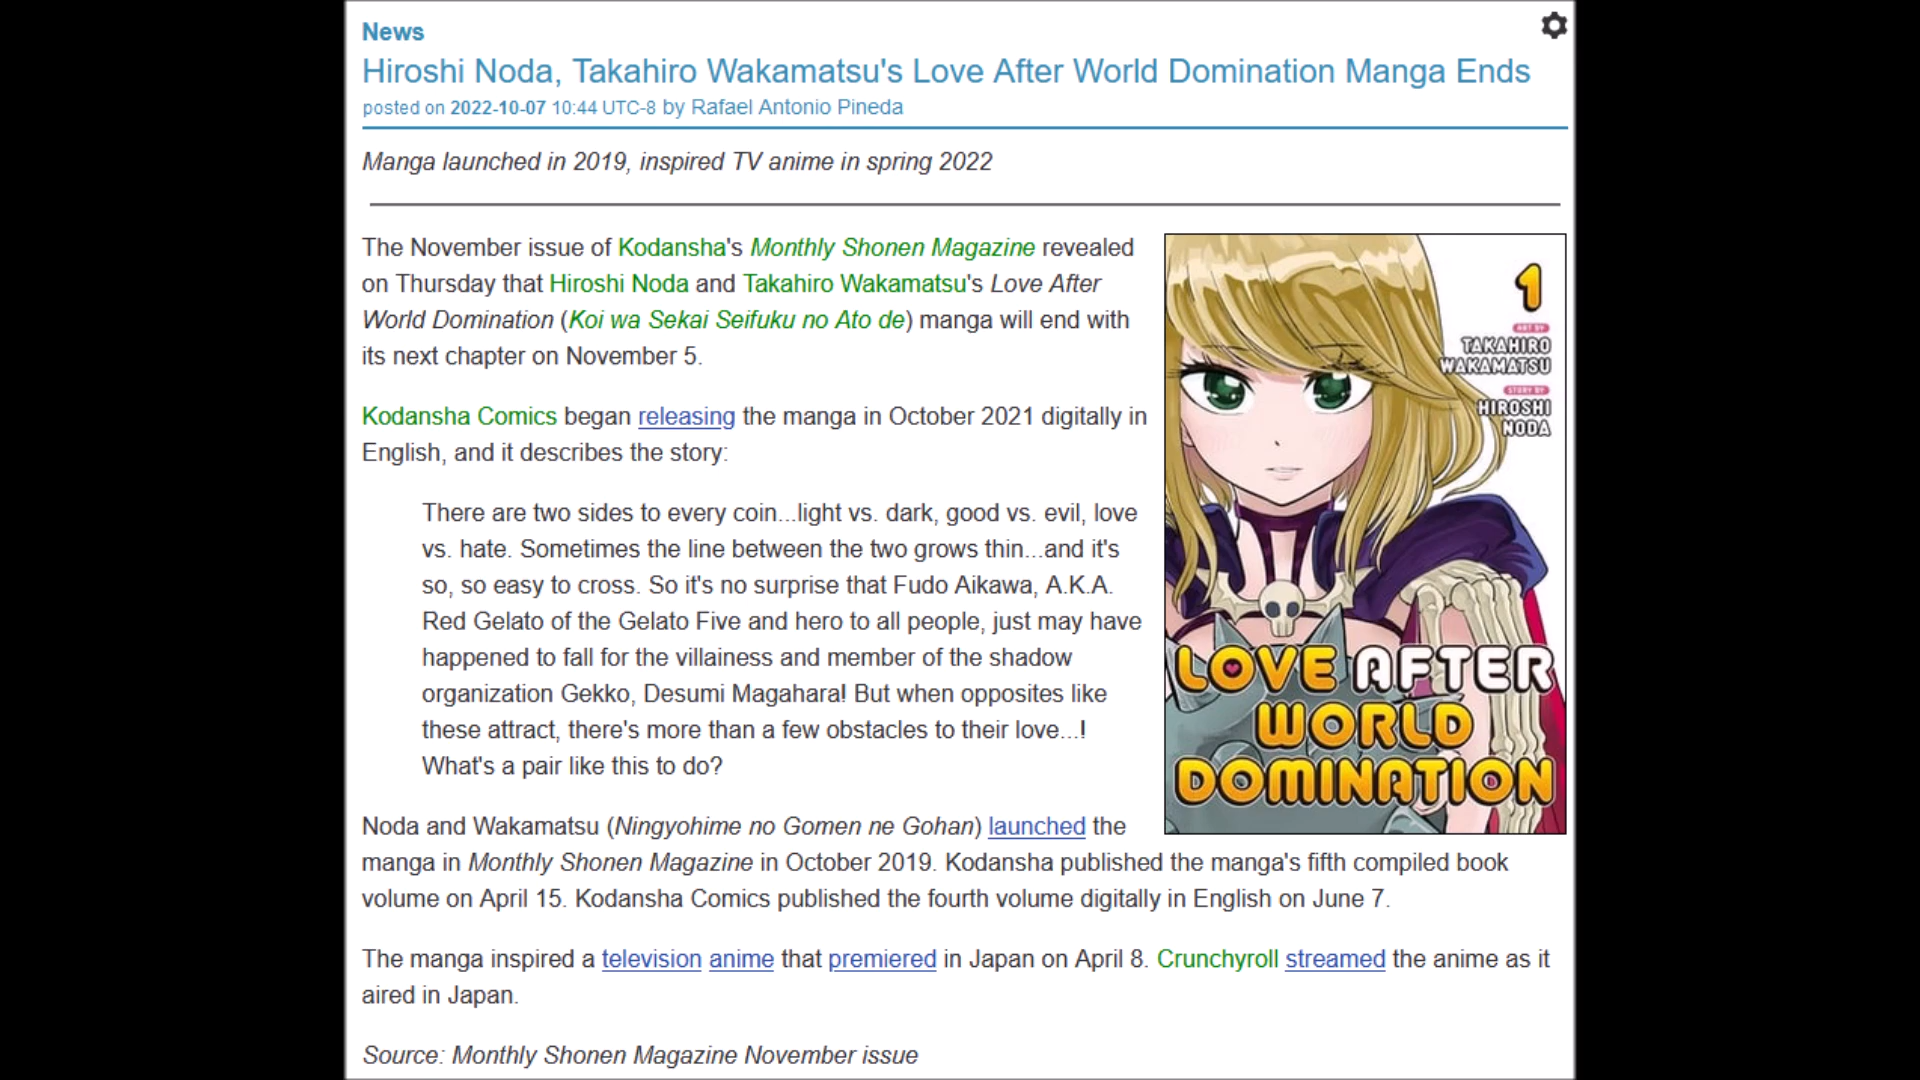 News
Hiroshi Noda, Takahiro Wakamatsu's Love After World Domination Manga Ends
posted on 2022-10-07 10:44 UTC-8 by Rafael Antonio Pineda
Manga launched in 2019, inspired TV anime in spring 2022
The November issue of Kodansha's Monthly Shonen Magazine revealed
on Thursday that Hiroshi Noda and Takahiro Wakamatsu's Love After
World Domination (Koi wa Sekai Seifuku no Ato de) manga will end with
its next chapter on November 5.
Kodansha Comics began releasing the manga in October 2021 digitally in
English, and it describes the story:
There are two sides to every coin...light vs. dark, good vs. evil, love
vs. hate. Sometimes the line between the two grows thin...and it's
so, so easy to cross. So it's no surprise that Fudo Aikawa, A.K.A.
Red Gelato of the Gelato Five and hero to all people, just may have
happened to fall for the villainess and member of the shadow
organization Gekko, Desumi Magahara! But when opposites like
these attract, there's more than a few obstacles to their love...!
What's a pair like this to do?
1
ART BY
TAKAHIRO
WAKAMATSU
STORY BY
HIROSHI
NODA
LOVE AFTER
WORLD
DOMINATION
Noda and Wakamatsu (Ningyohime no Gomen ne Gohan) launched the
manga in Monthly Shonen Magazine in October 2019. Kodansha published the manga's fifth compiled book
volume on April 15. Kodansha Comics published the fourth volume digitally in English on June 7.
The manga inspired a television anime that premiered in Japan on April 8. Crunchyroll streamed the anime as it
aired in Japan.
Source: Monthly Shonen Magazine November issue